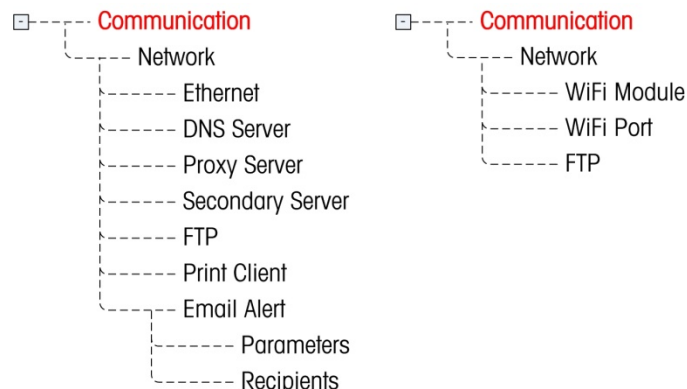 Communication
Network
Ethernet
DNS Server
Proxy Server
Secondary Server
FTP
Print Client
Email Alert
Parameters
Recipients
Communication
Network
WiFi Module
WiFi Port
FTP